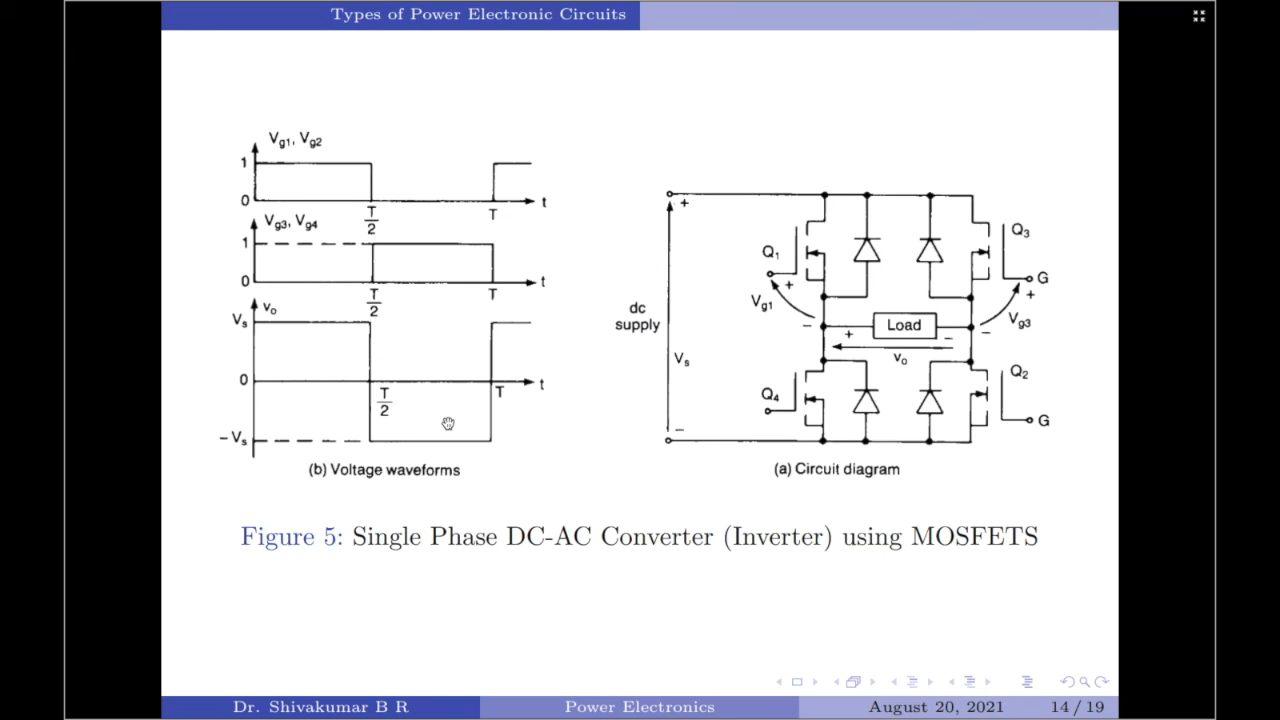 Types of Power Electronic Circuits
Vg1, Vg2
1
0
T/2
T
t
Vg3, Vg4
1
0
T/2
T
t
vo
Vs
0
T/2
T
t
– Vs
(b) Voltage waveforms
+
Q1
Q3
G
+
+
Vg1
Vg3
dc
supply
–
+
Load
–
–
vo
Vs
Q4
Q2
G
–
(a) Circuit diagram
Figure 5: Single Phase DC-AC Converter (Inverter) using MOSFETS
Dr. Shivakumar B R
Power Electronics
August 20, 2021
14 / 19